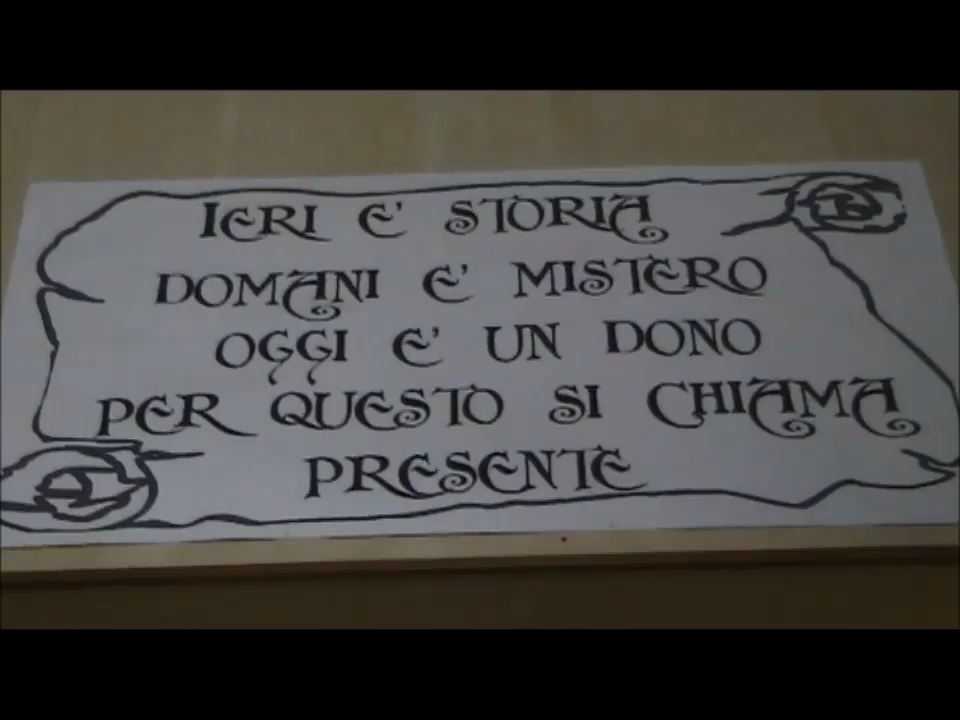 IERI E' STORIA
DOMANI E' MISTERO
OGGI E' UN DONO
PER QUESTO SI CHIAMA
PRESENTE